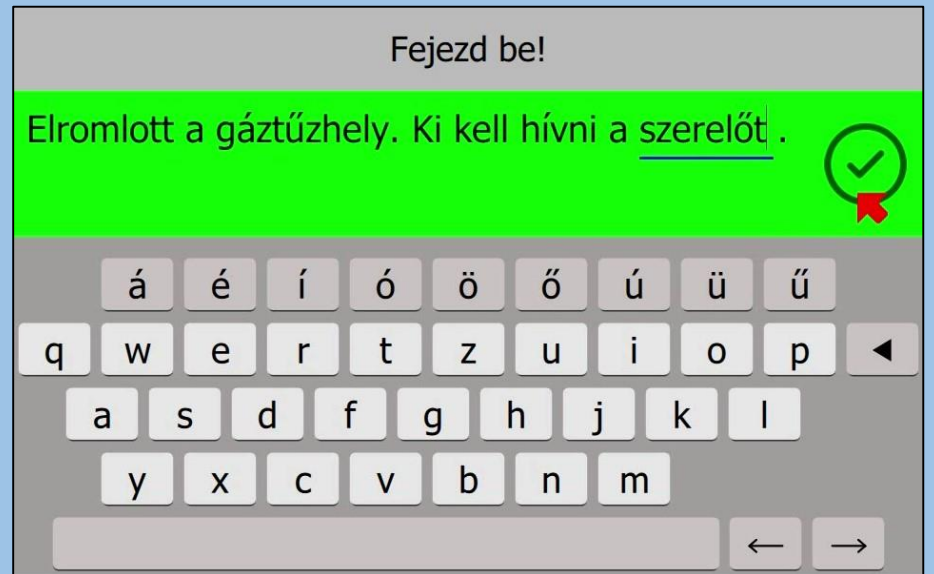 Fejezd be!
Elromlott a gáztűzhely. Ki kell hívni a szerelőt .
á é í ó ö ő ú ü ű
q w e r t z u i o p ◀
a s d f g h j k l
y x c v b n m
← →